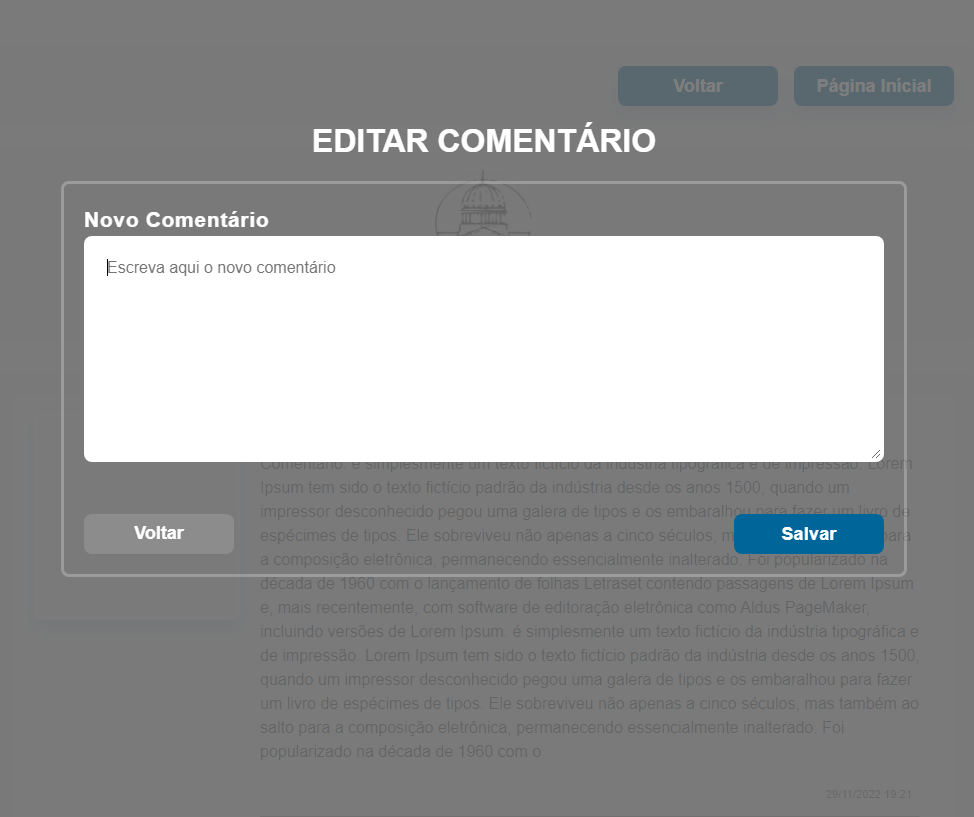 Voltar
Página Inícial
EDITAR COMENTÁRIO
Novo Comentário
Escreva aqui o novo comentário
Comentário: é simplesmente um texto fictício da indústria tipográfica e de impressão. Lorem
Ipsum tem sido o texto fictício padrão da indústria desde os anos 1500, quando um
impressor desconhecido pegou uma galera de tipos e os embaralhou para fazer um livro de
espécimes de tipos. Ele sobreviveu não apenas a cinco séculos, para
a composição eletrônica, permanecendo essencialmente inalterado. Foi popularizado na
Voltar
Salvar
década de 1960 com o lançamento de folhas Letraset contendo passagens de Lorem Ipsum
e, mais recentemente, com software de editoração eletrônica como Aldus PageMaker,
incluindo versões de Lorem Ipsum. é simplesmente um texto fictício da indústria tipográfica e
de impressão. Lorem Ipsum tem sido o texto fictício padrão da indústria desde os anos 1500,
quando um impressor desconhecido pegou uma galera de tipos e os embaralhou para fazer
um livro de espécimes de tipos. Ele sobreviveu não apenas a cinco séculos, mas também ao
salto para a composição eletrônica, permanecendo essencialmente inalterado. Foi
popularizado na década de 1960 com o
29/11/2022 19:21